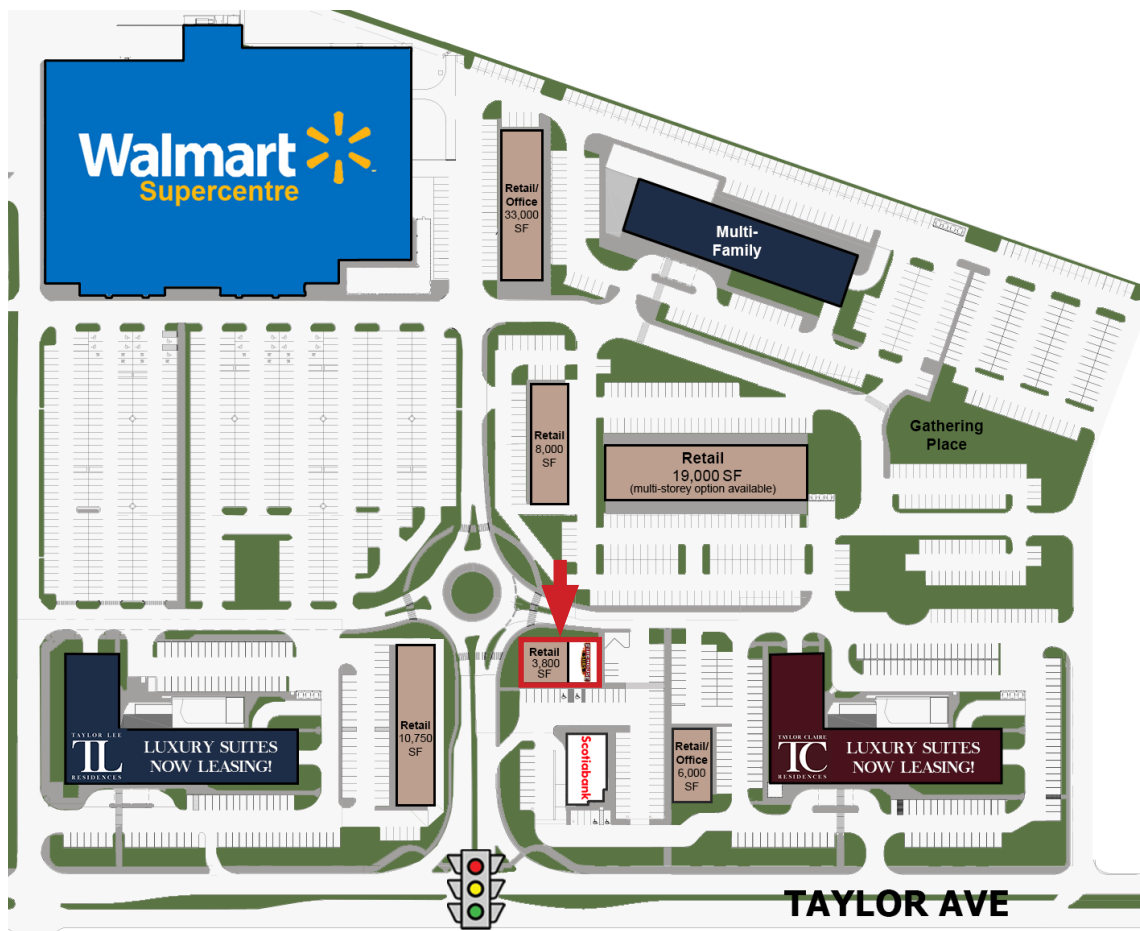 Walmart
Supercentre
Retail/
Office
33,000
SF
Multi-
Family
Retail
8,000
SF
Retail
19,000 SF
(multi-storey option available)
Gathering
Place
Retail
3,800
SF
TAYLOR LEE
TL
RESIDENCES
LUXURY SUITES
NOW LEASING!
Retail
10,750
SF
Scotiabank
Retail/
Office
6,000
SF
TAYLOR CLAIRE
TC
RESIDENCES
LUXURY SUITES
NOW LEASING!
TAYLOR AVE